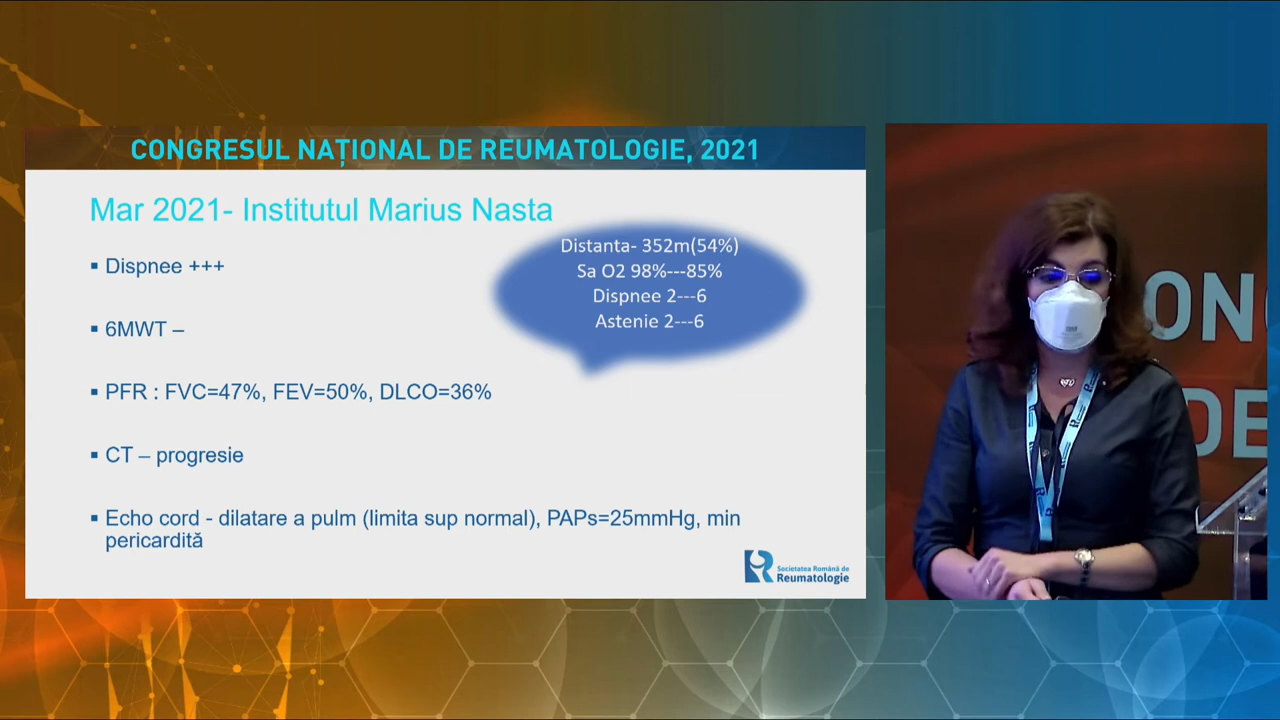 CONGRESUL NAȚIONAL DE REUMATOLOGIE, 2021
Mar 2021- Institutul Marius Nasta
Distanta- 352m(54%)
Sa O2 98%---85%
Dispnee 2---6
Astenie 2---6
▪ Dispnee +++
▪ 6MWT –
▪ PFR : FVC=47%, FEV=50%, DLCO=36%
▪ CT – progresie
▪ Echo cord - dilatare a pulm (limita sup normal), PAPs=25mmHg, min
pericardită
Societatea Română de
Reumatologie
ON
DE